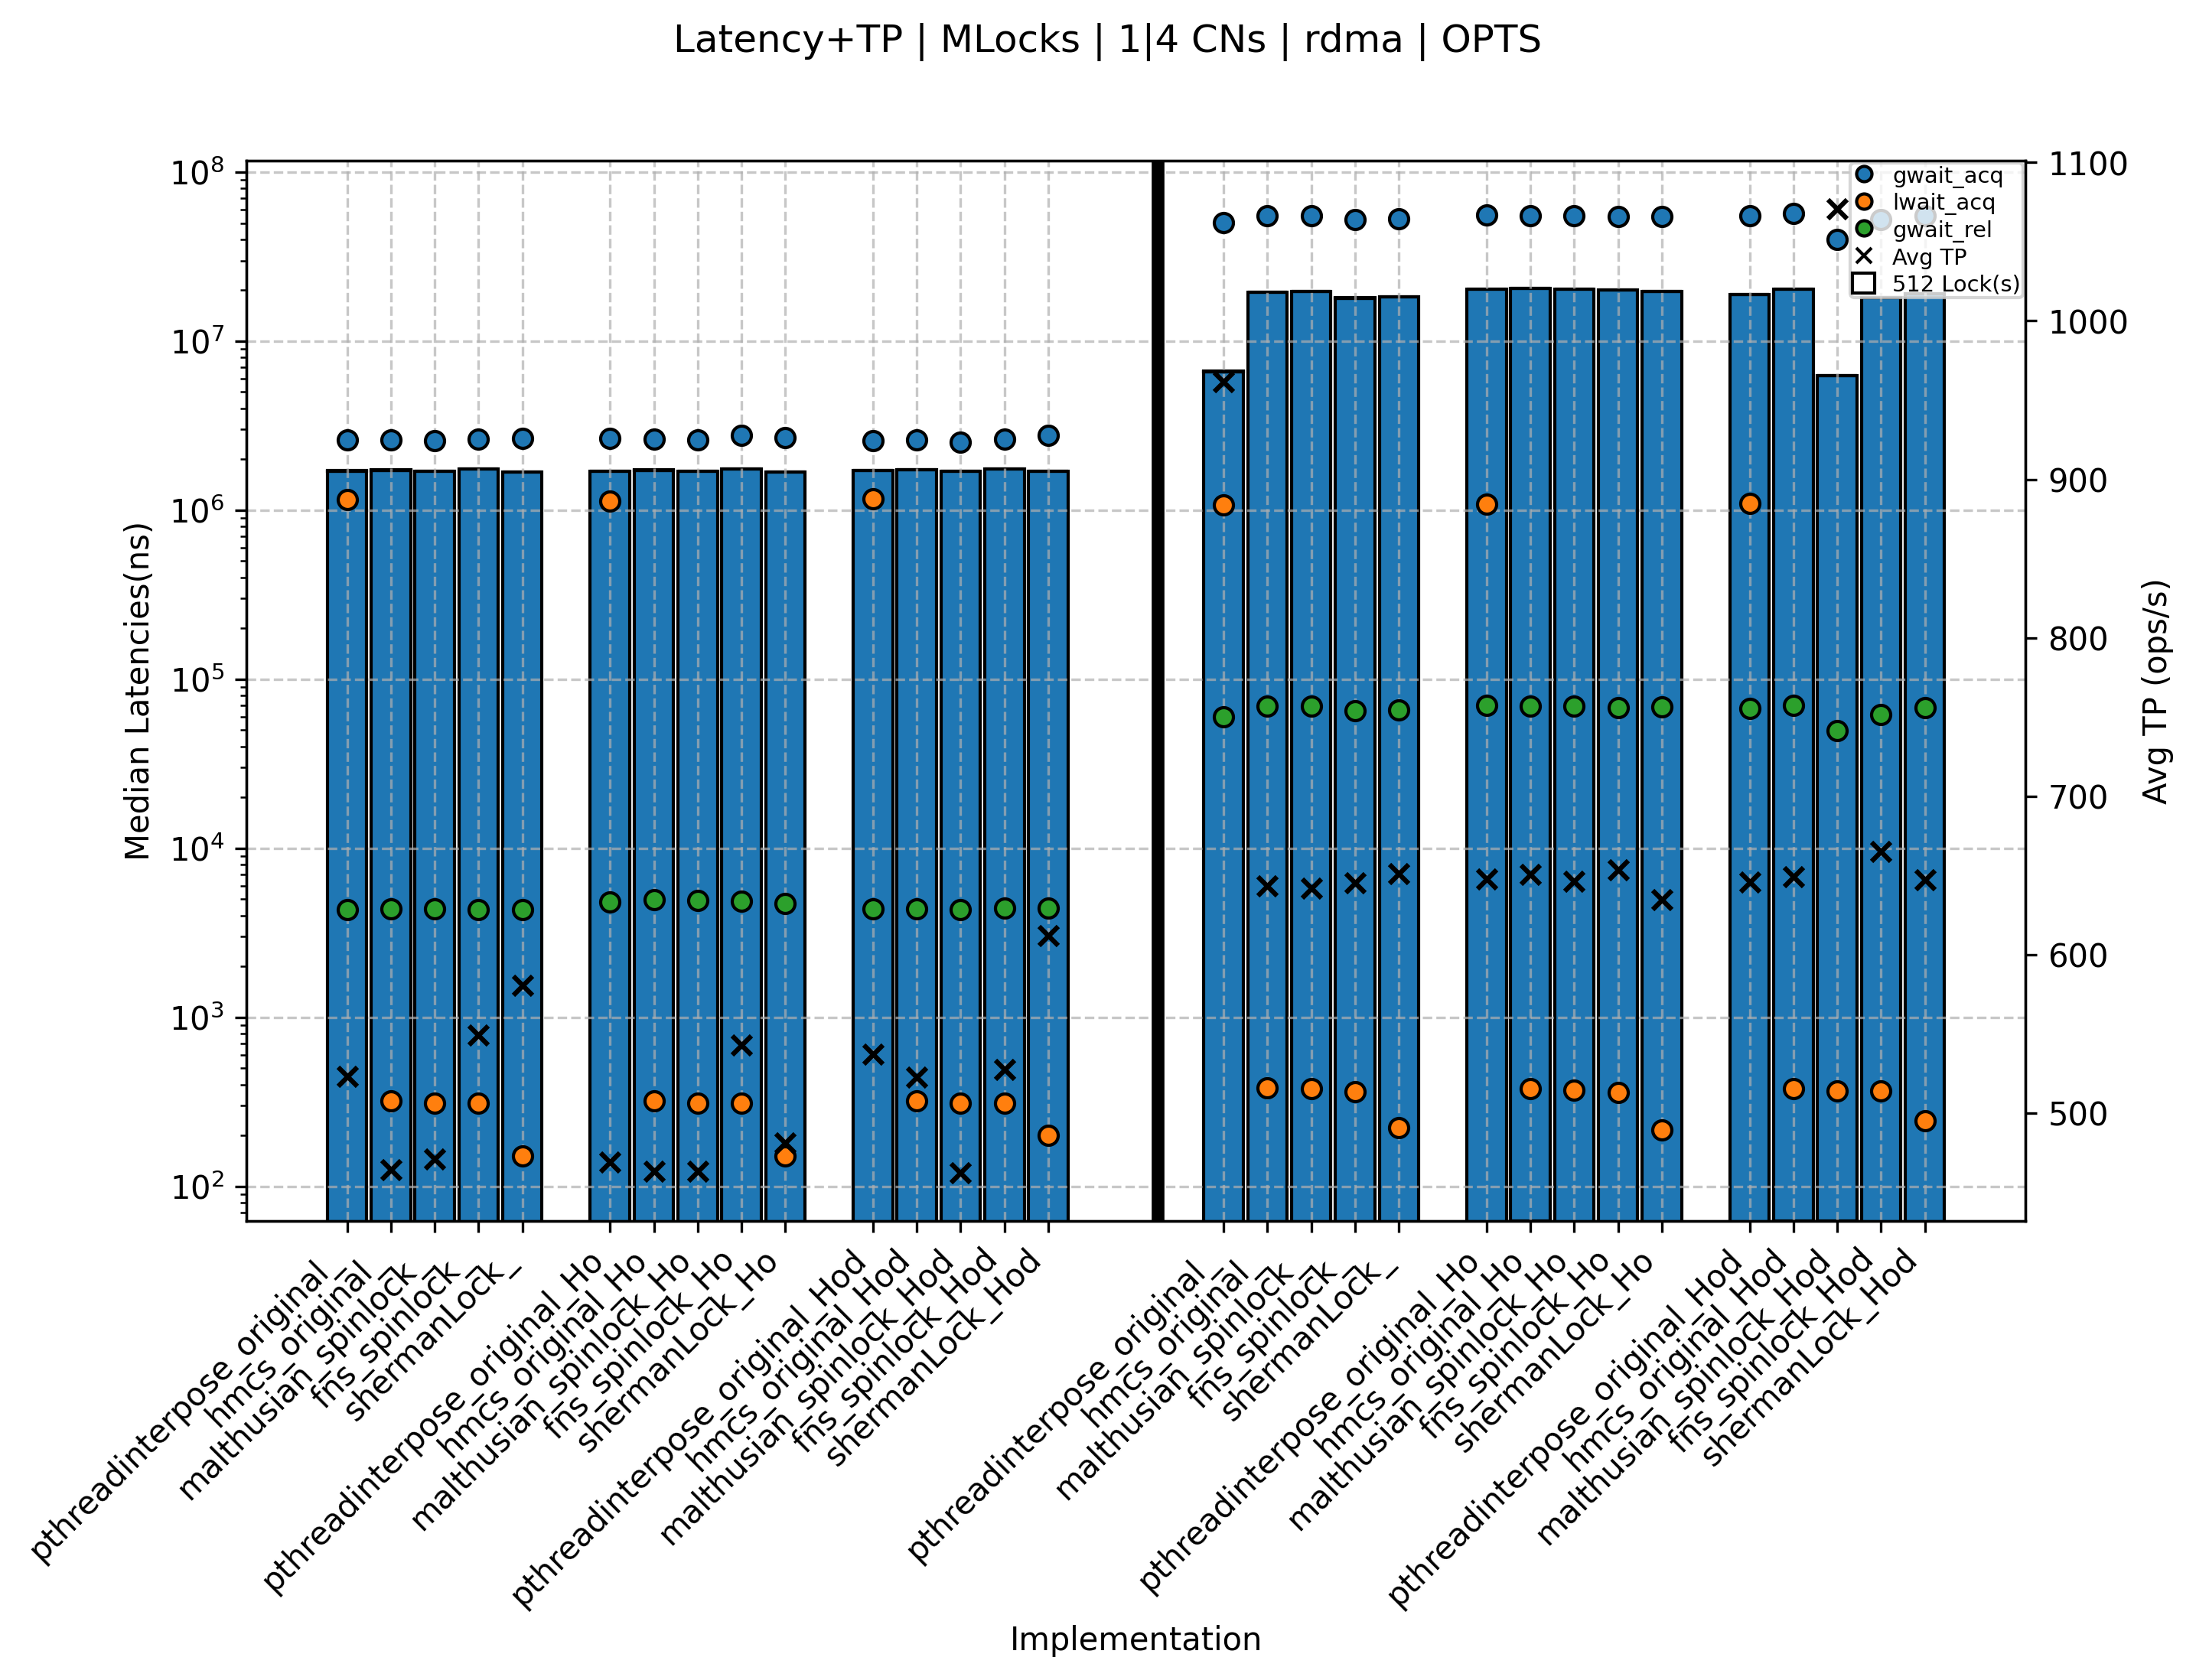 Latency+TP | MLocks | 1|4 CNs | rdma | OPTS
10^8
10^7
10^6
10^5
10^4
10^3
10^2
Median Latencies(ns)
1100
1000
900
800
700
600
500
Avg TP (ops/s)
gwait_acq
lwait_acq
gwait_rel
Avg TP
512 Lock(s)
pthreadinterpose_original_
hmcs_original_
malthusian_spinlock_
fns_spinlock_
shermanLock_
pthreadinterpose_original_Ho
hmcs_original_Ho
malthusian_spinlock_Ho
fns_spinlock_Ho
shermanLock_Ho
pthreadinterpose_original_Hod
hmcs_original_Hod
malthusian_spinlock_Hod
fns_spinlock_Hod
shermanLock_Hod
pthreadinterpose_original_
hmcs_original_
malthusian_spinlock_
fns_spinlock_
shermanLock_
pthreadinterpose_original_Ho
hmcs_original_Ho
malthusian_spinlock_Ho
fns_spinlock_Ho
shermanLock_Ho
pthreadinterpose_original_Hod
hmcs_original_Hod
malthusian_spinlock_Hod
fns_spinlock_Hod
shermanLock_Hod
Implementation